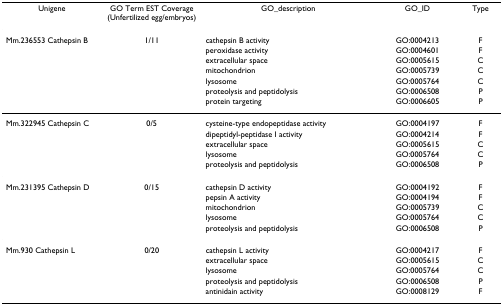 Unigene GO Term EST Coverage (Unfertilized egg/embryos) GO_description GO_ID Type
Mm.236553 Cathepsin B 1/11 cathepsin B activity GO:0004213 F
peroxidase activity GO:0004601 F
extracellular space GO:0005615 C
mitochondrion GO:0005739 C
lysosome GO:0005764 C
proteolysis and peptidolysis GO:0006508 P
protein targeting GO:0006605 P
Mm.322945 Cathepsin C 0/5 cysteine-type endopeptidase activity GO:0004197 F
dipeptidyl-peptidase I activity GO:0004214 F
extracellular space GO:0005615 C
lysosome GO:0005764 C
proteolysis and peptidolysis GO:0006508 P
Mm.231395 Cathepsin D 0/15 cathepsin D activity GO:0004192 F
pepsin A activity GO:0004194 F
mitochondrion GO:0005739 C
lysosome GO:0005764 C
proteolysis and peptidolysis GO:0006508 P
Mm.930 Cathepsin L 0/20 cathepsin L activity GO:0004217 F
extracellular space GO:0005615 C
lysosome GO:0005764 C
proteolysis and peptidolysis GO:0006508 P
antinidain activity GO:0008129 F